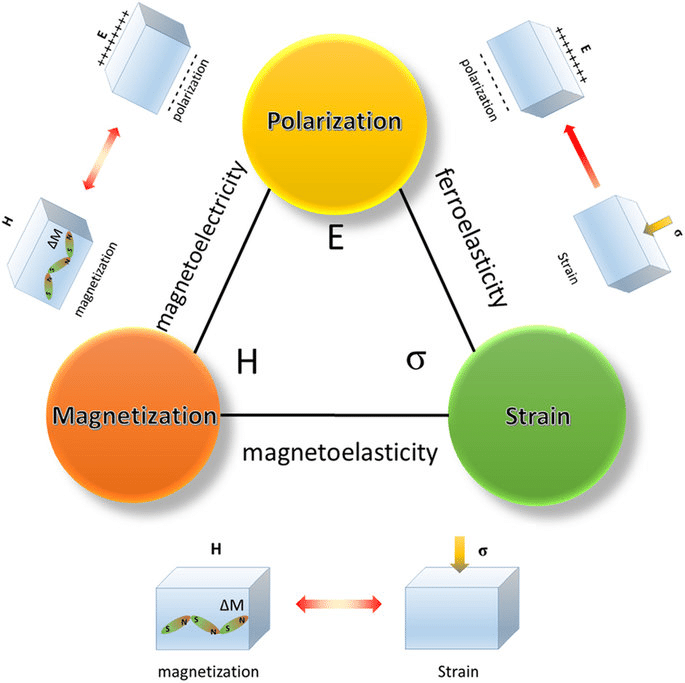 E
++++++++
--------
polarization
E
++++++++
--------
polarization
Polarization
E
magnetoelectricity
ferroelasticity
H
ΔM
S N S N S N
magnetization
σ
Strain
H
σ
Magnetization
Strain
magnetoelasticity
H
σ
ΔM
S N S N S N
magnetization
Strain